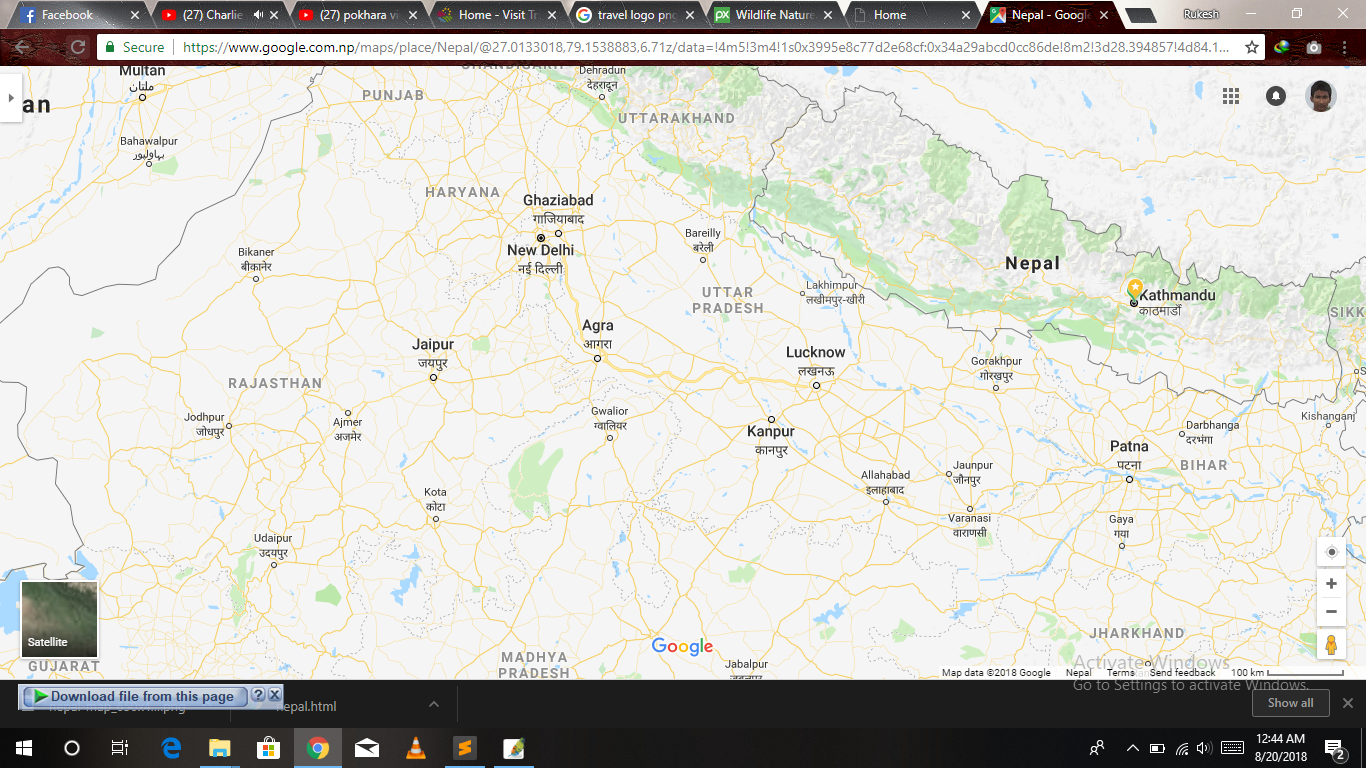 Facebook
(27) Charlie
(27) pokhara vi
Home - Visit Tr
travel logo png
Wildlife Nature
Home
Nepal - Google
Rukesh
Secure
https://www.google.com.np/maps/place/Nepal/@27.0133018,79.1538883,6.71z/data=!4m5!3m4!1s0x3995e8c77d2e68cf:0x34a29abcd0cc86de!8m2!3d28.394857!4d84.1...
CHANDIGARH
Multan
ملتان
Dehradun
देहरादून
PUNJAB
an
UTTARAKHAND
Bahawalpur
بہاولپور
HARYANA
Ghaziabad
गाजियाबाद
New Delhi
नई दिल्ली
Bareilly
बरेली
Bikaner
बीकानेर
Nepal
UTTAR
PRADESH
Lakhimpur
लखीमपुर-खीरी
Kathmandu
काठमाडौं
SIKK
Agra
आगरा
Jaipur
जयपुर
Lucknow
लखनऊ
Gorakhpur
गोरखपुर
RAJASTHAN
Jodhpur
जोधपुर
Ajmer
अजमेर
Gwalior
ग्वालियर
Kanpur
कानपुर
Kishanganj
Darbhanga
दरभंगा
Patna
पटना
BIHAR
Allahabad
इलाहाबाद
Jaunpur
जौनपुर
Kota
कोटा
Varanasi
वाराणसी
Gaya
गया
Udaipur
उदयपुर
Satellite
GUJARAT
MADHYA
PRADESH
Google
Jabalpur
JHARKHAND
Activate Windows
Go to Settings to activate Windows.
Map data ©2018 Google
Nepal
Terms
Send feedback
100 km
Download file from this page
? X
Nepal.html
Show all
12:44 AM
8/20/2018
2